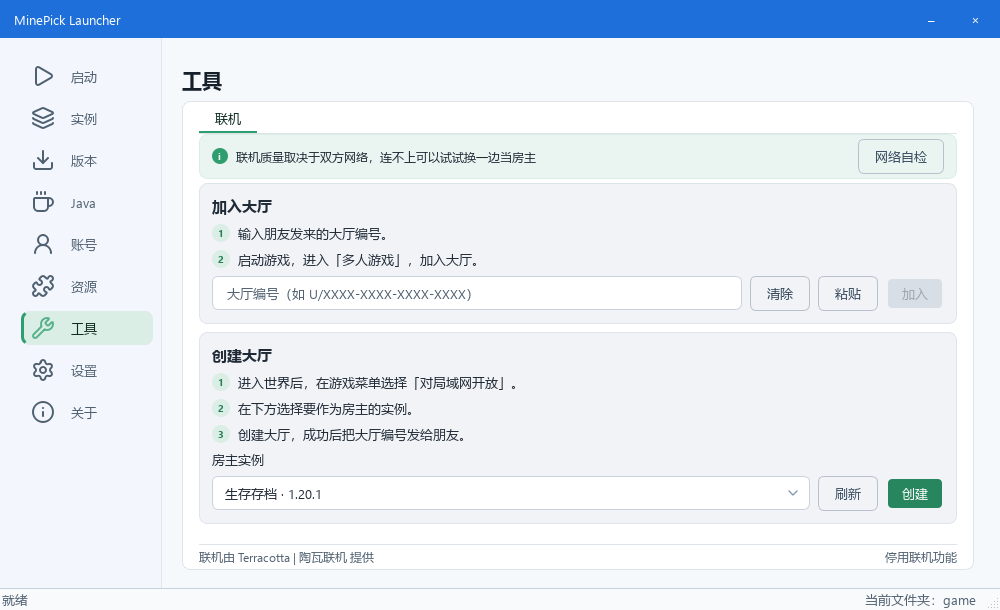 MinePick Launcher
启动
实例
版本
Java
账号
资源
工具
设置
关于
工具
联机
联机质量取决于双方网络，连不上可以试试换一边当房主
网络自检
加入大厅
1 输入朋友发来的大厅编号。
2 启动游戏，进入「多人游戏」，加入大厅。
大厅编号（如 U/XXXX-XXXX-XXXX-XXXX） 清除 粘贴 加入
创建大厅
1 进入世界后，在游戏菜单选择「对局域网开放」。
2 在下方选择要作为房主的实例。
3 创建大厅，成功后把大厅编号发给朋友。
房主实例
生存存档 · 1.20.1 刷新 创建
联机由 Terracotta | 陶瓦联机 提供 停用联机功能
就绪 当前文件夹：game